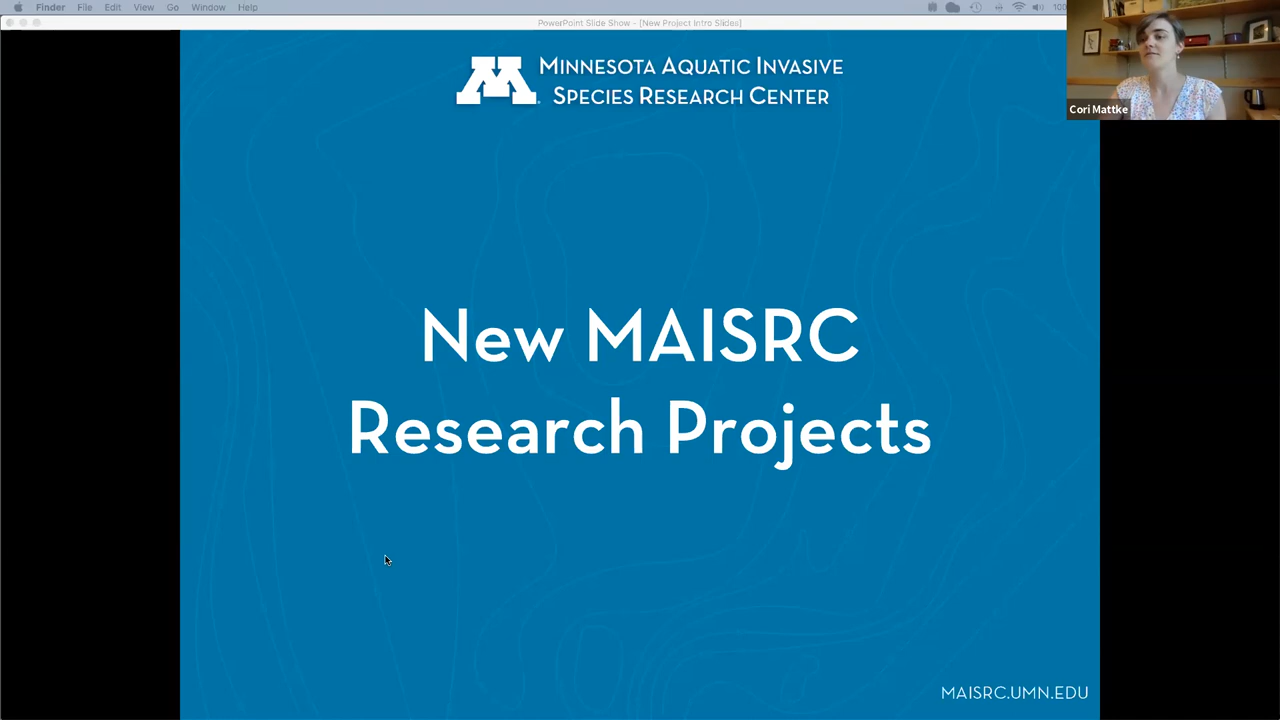 Finder File Edit View Go Window Help
PowerPoint Slide Show - [New Project Intro Slides]
MINNESOTA AQUATIC INVASIVE
SPECIES RESEARCH CENTER
Cori Mattke
New MAISRC
Research Projects
MAISRC.UMN.EDU